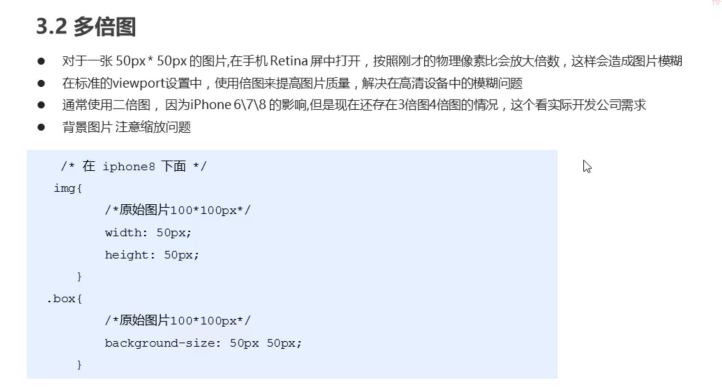 3.2 多倍图
● 对于一张 50px * 50px 的图片,在手机 Retina 屏中打开，按照刚才的物理像素比会放大倍数，这样会造成图片模糊
● 在标准的viewport设置中，使用倍图来提高图片质量，解决在高清设备中的模糊问题
● 通常使用二倍图， 因为iPhone 6\7\8 的影响,但是现在还存在3倍图4倍图的情况，这个看实际开发公司需求
● 背景图片 注意缩放问题
/* 在 iphone8 下面 */
img{
/*原始图片100*100px*/
width: 50px;
height: 50px;
}
.box{
/*原始图片100*100px*/
background-size: 50px 50px;
}